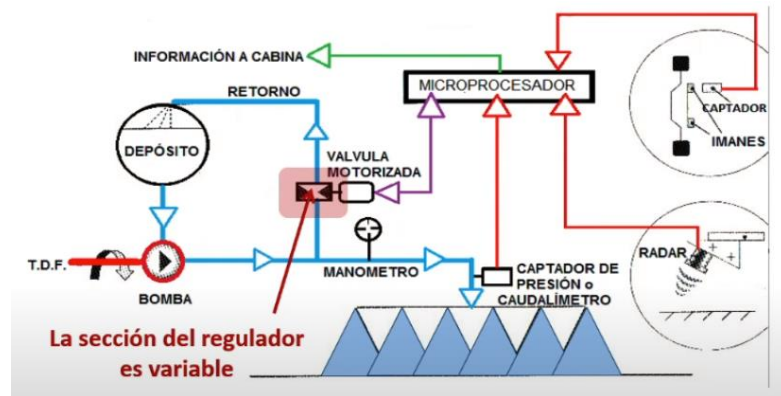 INFORMACIÓN A CABINA
MICROPROCESADOR
RETORNO
CAPTADOR
IMANES
DEPÓSITO
VALVULA
MOTORIZADA
RADAR
T.D.F.
BOMBA
MANOMETRO
CAPTADOR DE
PRESIÓN o
CAUDALÍMETRO
La sección del regulador
es variable